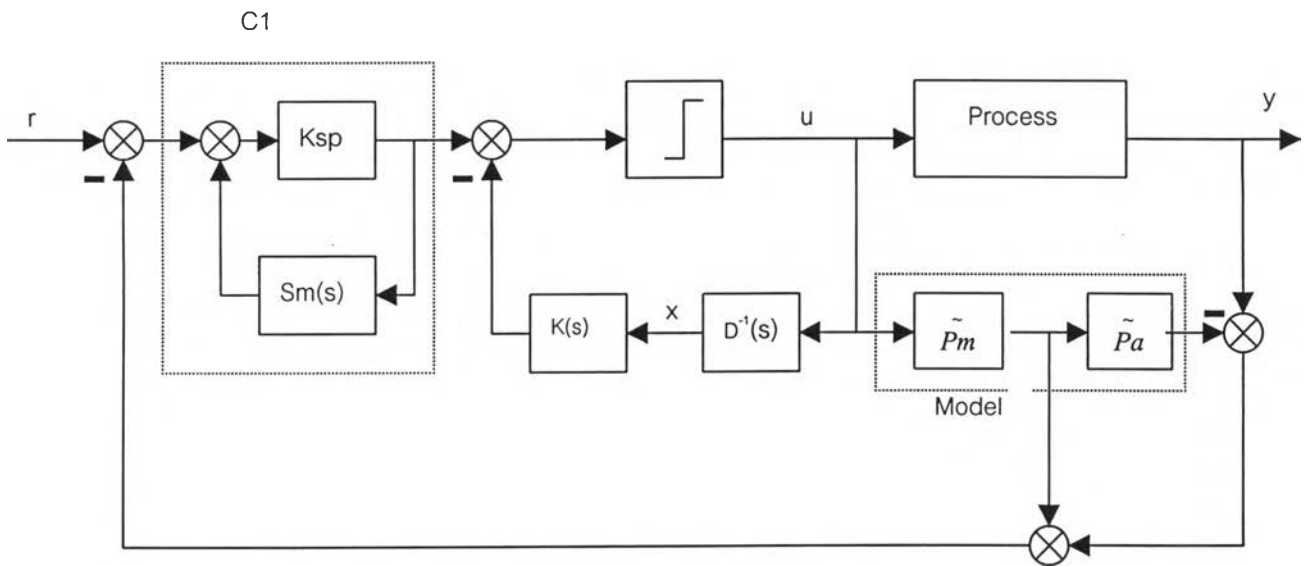 C1
r
Ksp
u
Process
y
Sm(s)
K(s)
x
D⁻¹(s)
P̃m
P̃a
Model